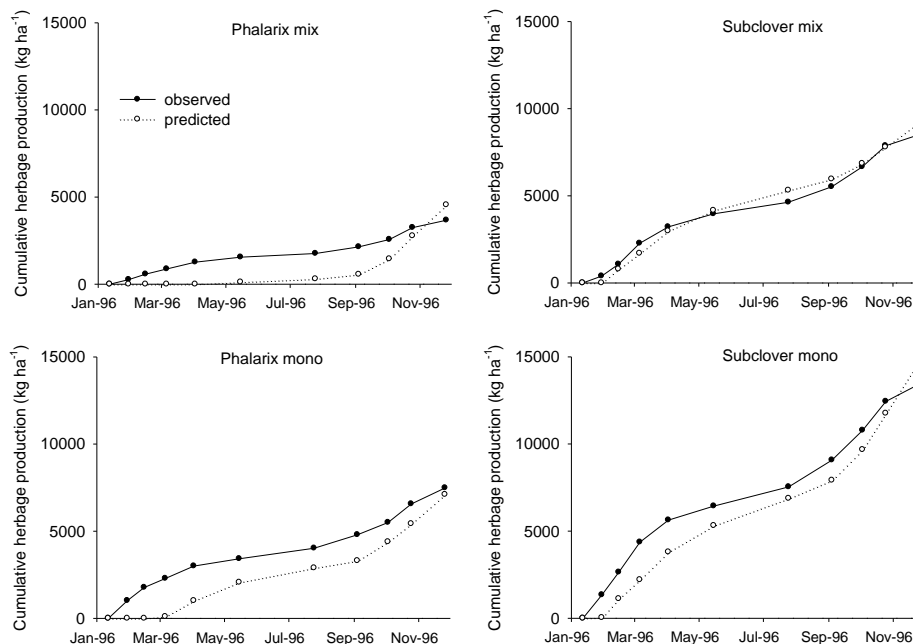 Phalarix mix
Cumulative herbage production (kg ha-1)
15000
10000
5000
0
observed
predicted
Jan-96 Mar-96 May-96 Jul-96 Sep-96 Nov-96
Subclover mix
Cumulative herbage production (kg ha-1)
15000
10000
5000
0
Jan-96 Mar-96 May-96 Jul-96 Sep-96 Nov-96
Phalarix mono
Cumulative herbage production (kg ha-1)
15000
10000
5000
0
Jan-96 Mar-96 May-96 Jul-96 Sep-96 Nov-96
Subclover mono
Cumulative herbage production (kg ha-1)
15000
10000
5000
0
Jan-96 Mar-96 May-96 Jul-96 Sep-96 Nov-96